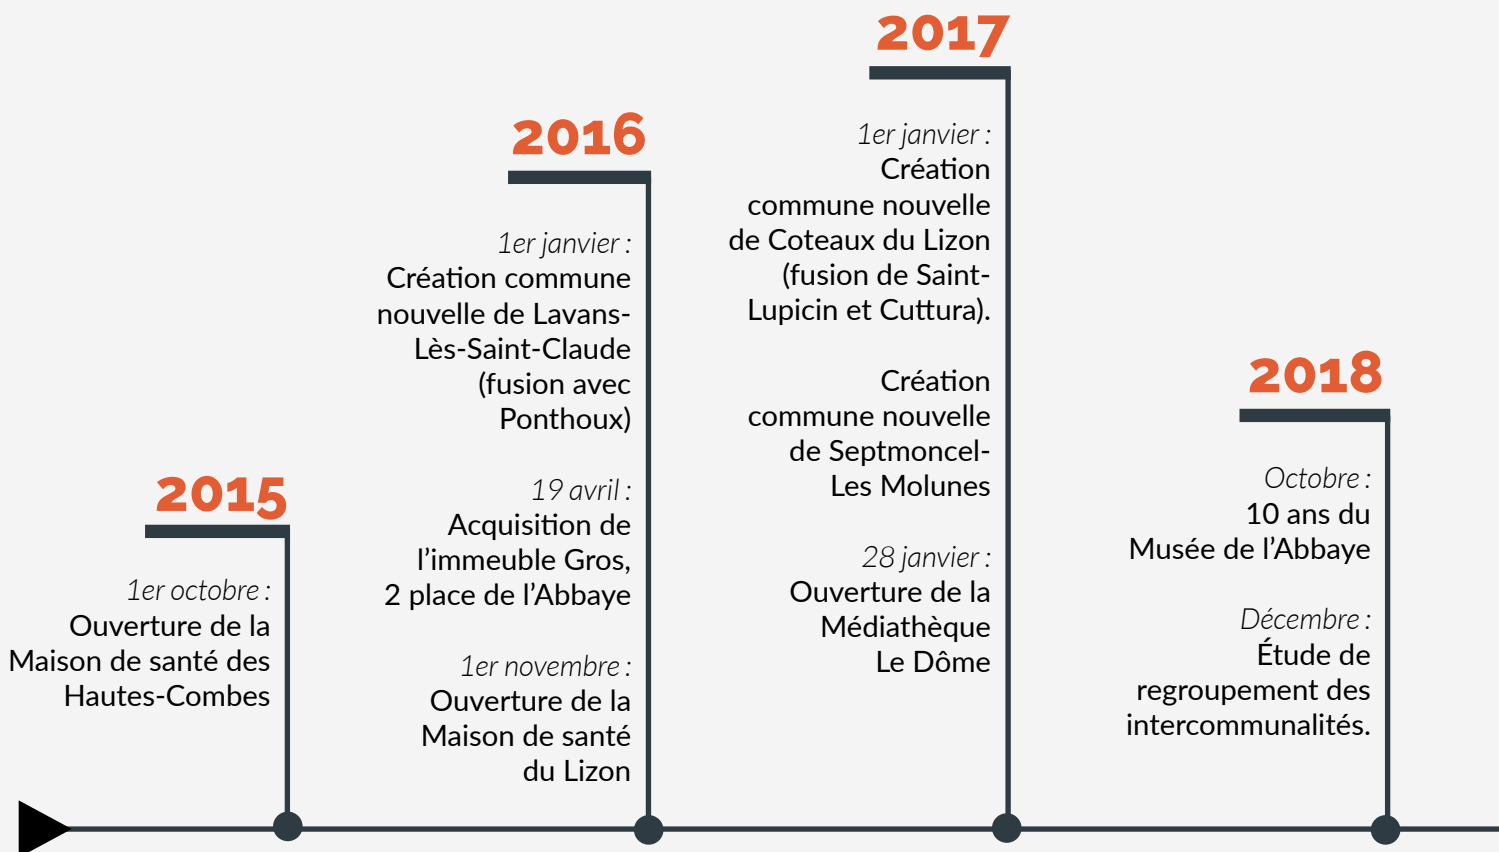 2015
1er octobre :
Ouverture de la
Maison de santé des
Hautes-Combes
2016
1er janvier :
Création commune
nouvelle de Lavans-
Lès-Saint-Claude
(fusion avec
Ponthoux)
19 avril :
Acquisition de
l’immeuble Gros,
2 place de l’Abbaye
1er novembre :
Ouverture de la
Maison de santé
du Lizon
2017
1er janvier :
Création
commune nouvelle
de Coteaux du Lizon
(fusion de Saint-
Lupicin et Cuttura).
Création
commune nouvelle
de Septmoncel-
Les Molunes
28 janvier :
Ouverture de la
Médiathèque
Le Dôme
2018
Octobre :
10 ans du
Musée de l’Abbaye
Décembre :
Étude de
regroupement des
intercommunalités.